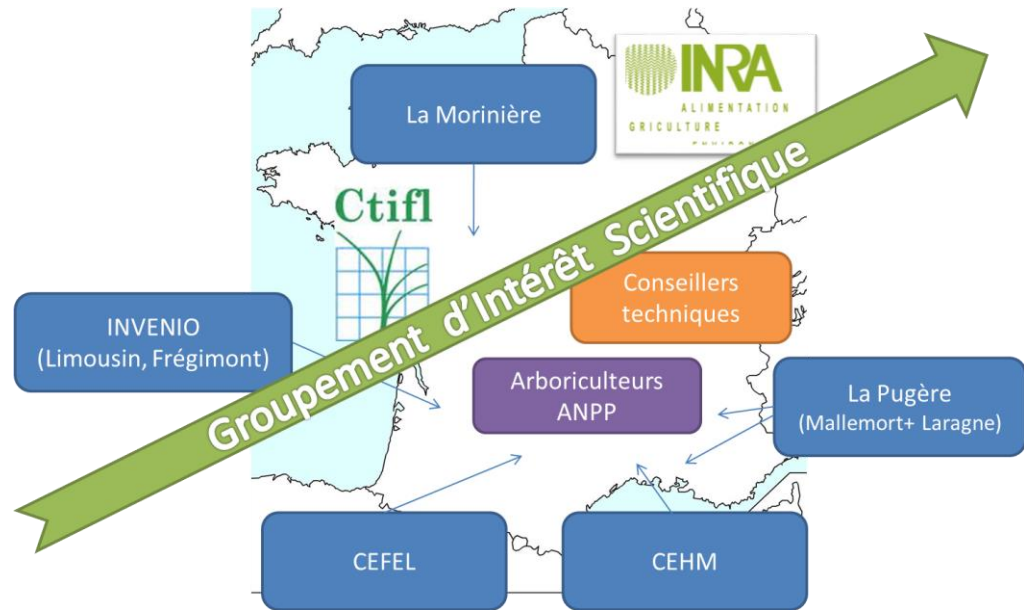 La Morinière
INRA
ALIMENTATION
GRICULTURE
Ctifl
Groupement d'Intérêt Scientifique
Conseillers
techniques
INVENIO
(Limousin, Frégimont)
Arboriculteurs
ANPP
La Pugère
(Mallemort+ Laragne)
CEFEL
CEHM